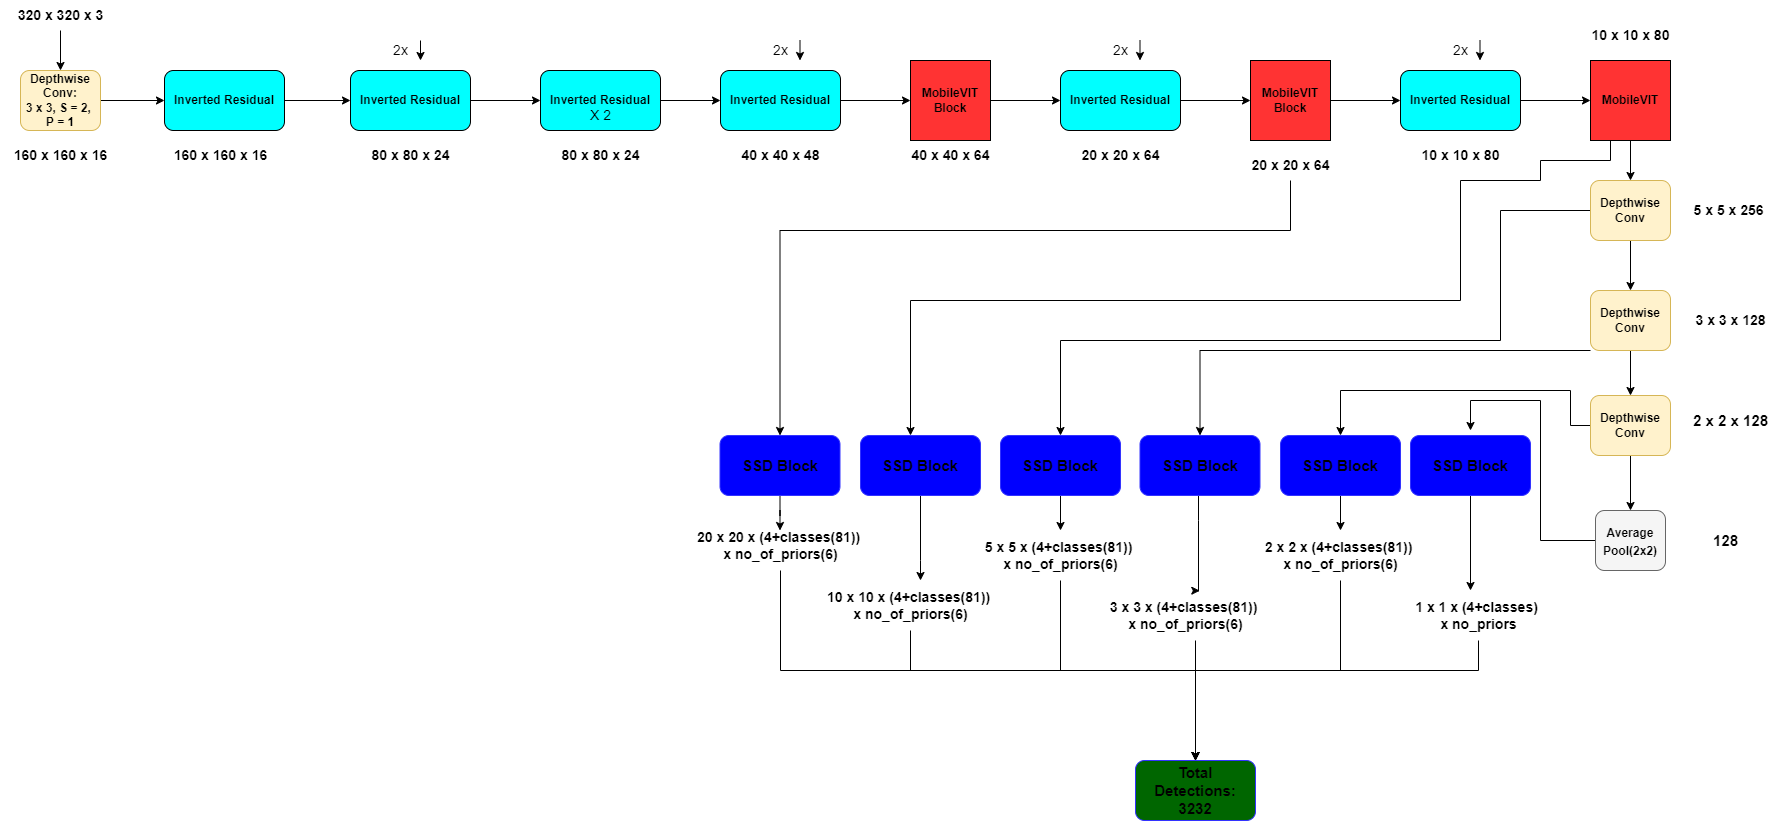 320 x 320 x 3
10 x 10 x 80
2x
2x
2x
2x
Depthwise
Conv:
3 x 3, S = 2,
P = 1
Inverted Residual
Inverted Residual
Inverted Residual
X 2
Inverted Residual
MobileVIT
Block
Inverted Residual
MobileVIT
Block
Inverted Residual
MobileVIT
160 x 160 x 16
160 x 160 x 16
80 x 80 x 24
80 x 80 x 24
40 x 40 x 48
40 x 40 x 64
20 x 20 x 64
20 x 20 x 64
10 x 10 x 80
Depthwise
Conv
5 x 5 x 256
Depthwise
Conv
3 x 3 x 128
Depthwise
Conv
2 x 2 x 128
SSD Block
SSD Block
SSD Block
SSD Block
SSD Block
SSD Block
Average
Pool(2x2)
128
20 x 20 x (4+classes(81))
x no_of_priors(6)
10 x 10 x (4+classes(81))
x no_of_priors(6)
5 x 5 x (4+classes(81))
x no_of_priors(6)
3 x 3 x (4+classes(81))
x no_of_priors(6)
2 x 2 x (4+classes(81))
x no_of_priors(6)
1 x 1 x (4+classes)
x no_priors
Total
Detections:
3232